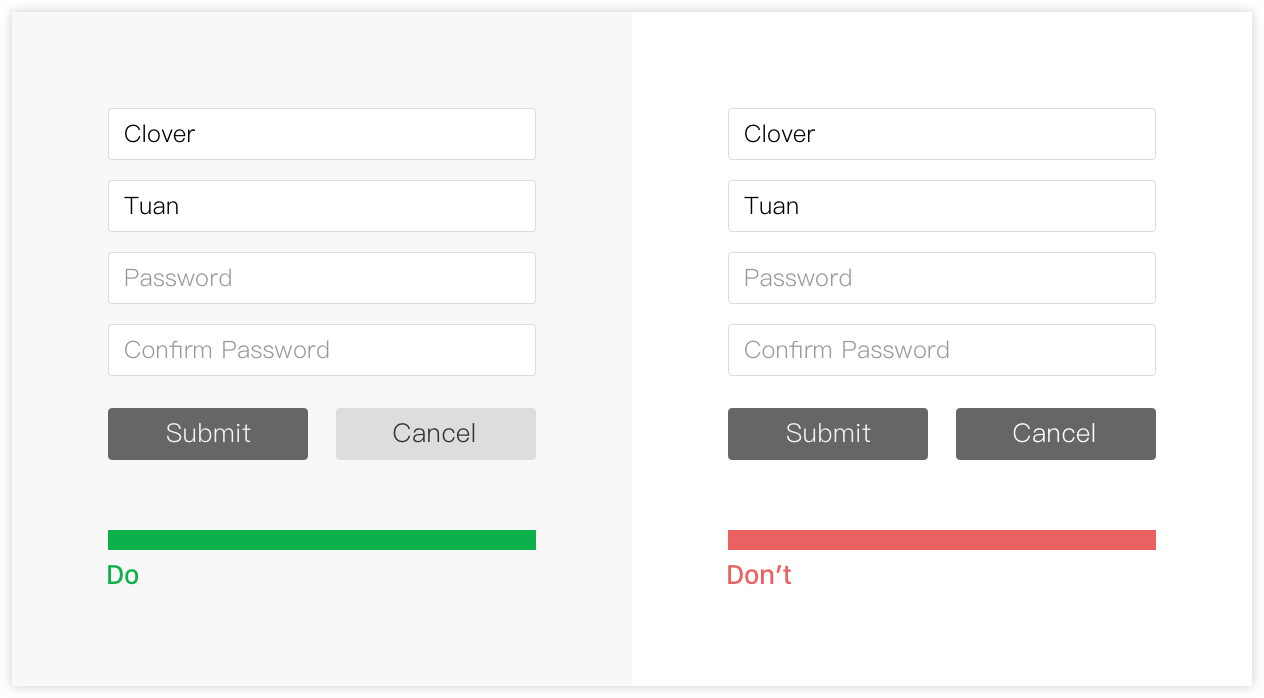 Clover
Tuan
Password
Confirm Password
Submit Cancel
Do
Clover
Tuan
Password
Confirm Password
Submit Cancel
Don't